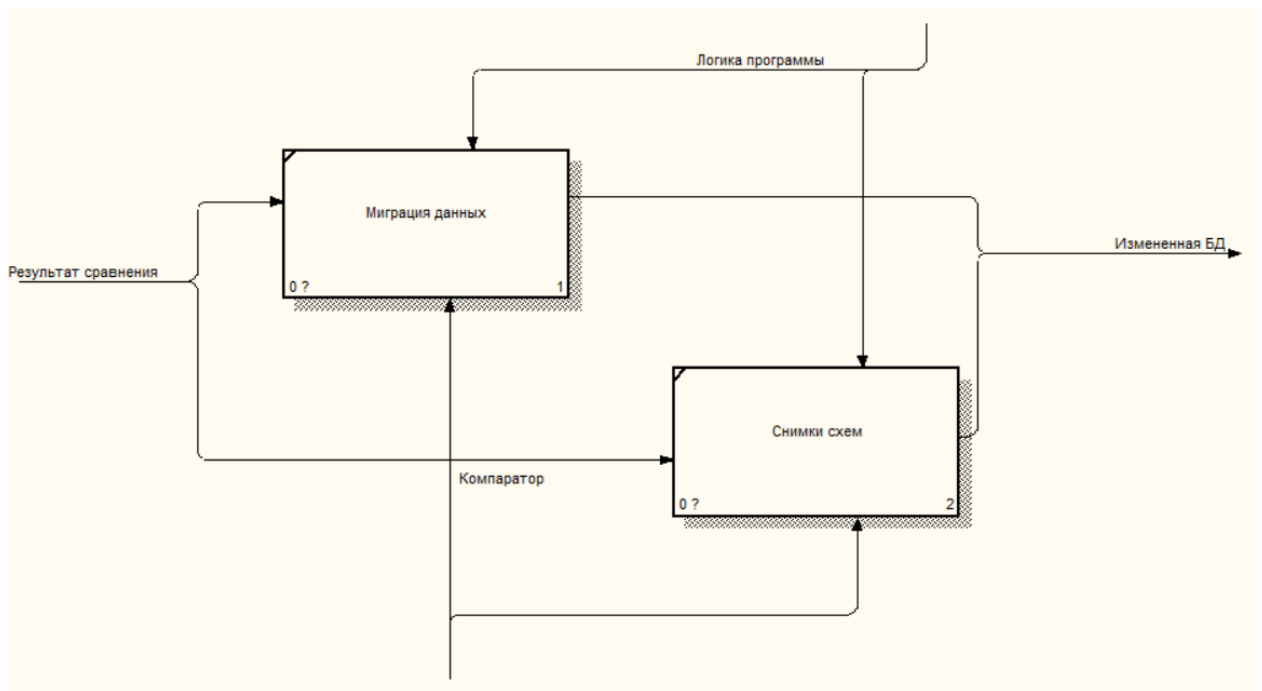 Логика программы
Миграция данных
0 ?
1
Измененная БД
Результат сравнения
Снимки схем
0 ?
2
Компаратор